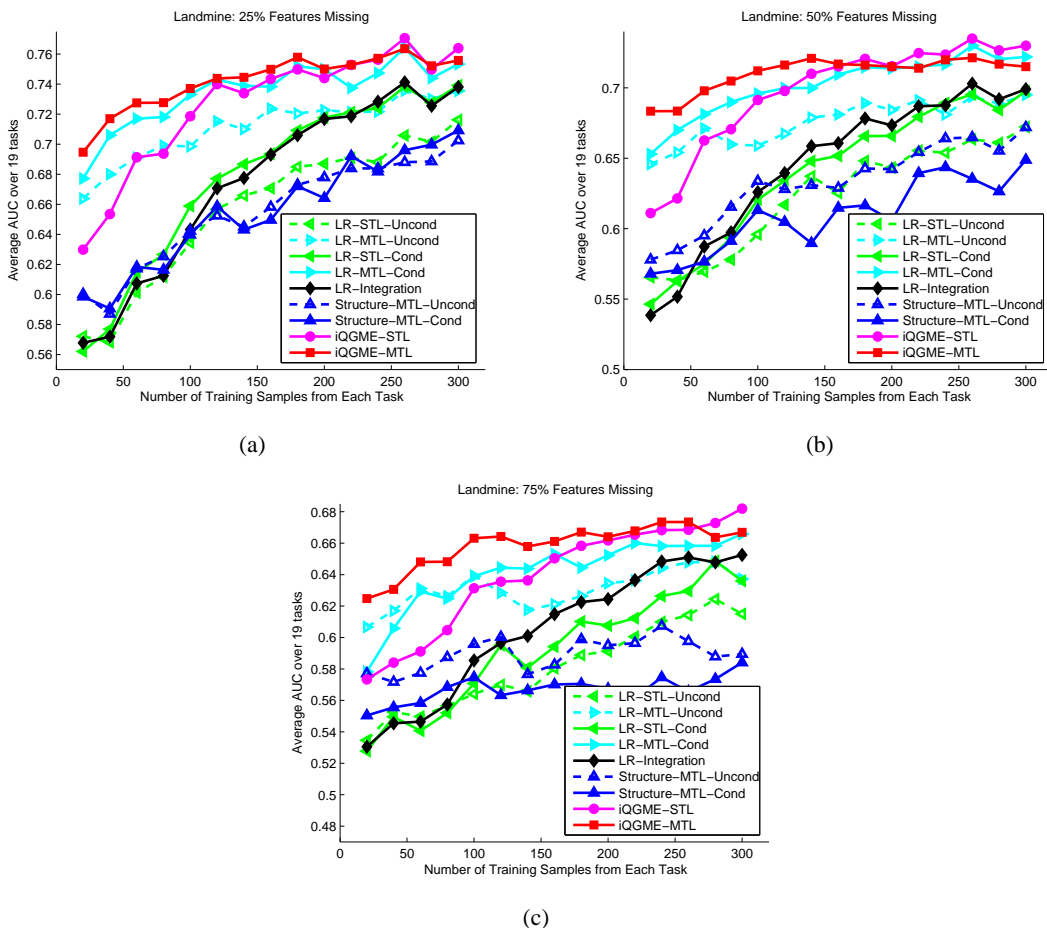 Landmine: 25% Features Missing
Average AUC over 19 tasks
0.76
0.74
0.72
0.7
0.68
0.66
0.64
0.62
0.6
0.58
0.56
LR−STL−Uncond
LR−MTL−Uncond
LR−STL−Cond
LR−MTL−Cond
LR−Integration
Structure−MTL−Uncond
Structure−MTL−Cond
iQGME−STL
iQGME−MTL
0 50 100 150 200 250 300
Number of Training Samples from Each Task
(a)
Landmine: 50% Features Missing
Average AUC over 19 tasks
0.7
0.65
0.6
0.55
0.5
LR−STL−Uncond
LR−MTL−Uncond
LR−STL−Cond
LR−MTL−Cond
LR−Integration
Structure−MTL−Uncond
Structure−MTL−Cond
iQGME−STL
iQGME−MTL
0 50 100 150 200 250 300
Number of Training Samples from Each Task
(b)
Landmine: 75% Features Missing
Average AUC over 19 tasks
0.68
0.66
0.64
0.62
0.6
0.58
0.56
0.54
0.52
0.5
0.48
LR−STL−Uncond
LR−MTL−Uncond
LR−STL−Cond
LR−MTL−Cond
LR−Integration
Structure−MTL−Uncond
Structure−MTL−Cond
iQGME−STL
iQGME−MTL
0 50 100 150 200 250 300
Number of Training Samples from Each Task
(c)